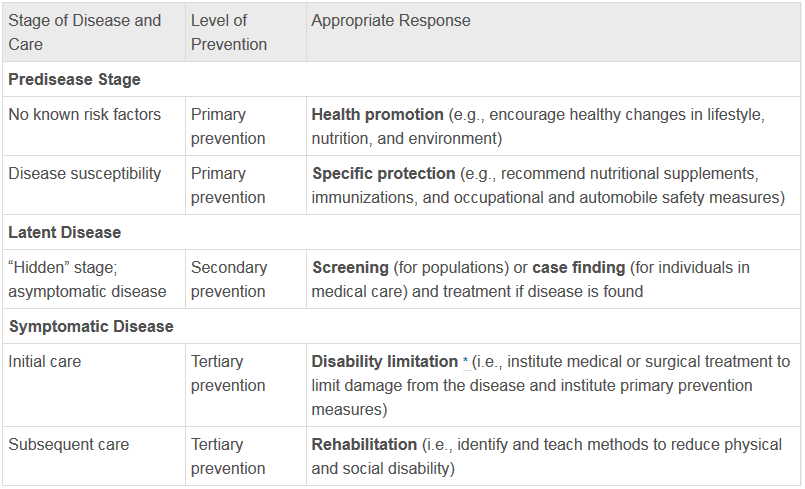 Stage of Disease and Care
Level of Prevention
Appropriate Response
Predisease Stage
No known risk factors
Primary prevention
Health promotion (e.g., encourage healthy changes in lifestyle,
nutrition, and environment)
Disease susceptibility
Primary prevention
Specific protection (e.g., recommend nutritional supplements,
immunizations, and occupational and automobile safety measures)
Latent Disease
“Hidden” stage;
asymptomatic disease
Secondary prevention
Screening (for populations) or case finding (for individuals in
medical care) and treatment if disease is found
Symptomatic Disease
Initial care
Tertiary prevention
Disability limitation * (i.e., institute medical or surgical treatment to
limit damage from the disease and institute primary prevention
measures)
Subsequent care
Tertiary prevention
Rehabilitation (i.e., identify and teach methods to reduce physical
and social disability)